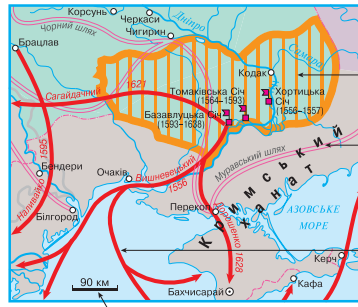 Корсунь
Черкаси
Дніпро
Чорний шлях
Чигирин
Брацлав
Самара
Кодак
Томаківська Січ
(1564–1593)
Хортицька
Січ
(1556–1557)
Сагайдачний
1621
Базавлуцька Січ
(1593–1638)
Муравський шлях
Наливайко
1595
Бендери
Очаків
Вишневецький
1556
Білгород
Кримський
ханат
Перекоп
Дорошенко 1628
АЗОВСЬКЕ
МОРЕ
Керч
Кафа
90 км
Бахчисарай